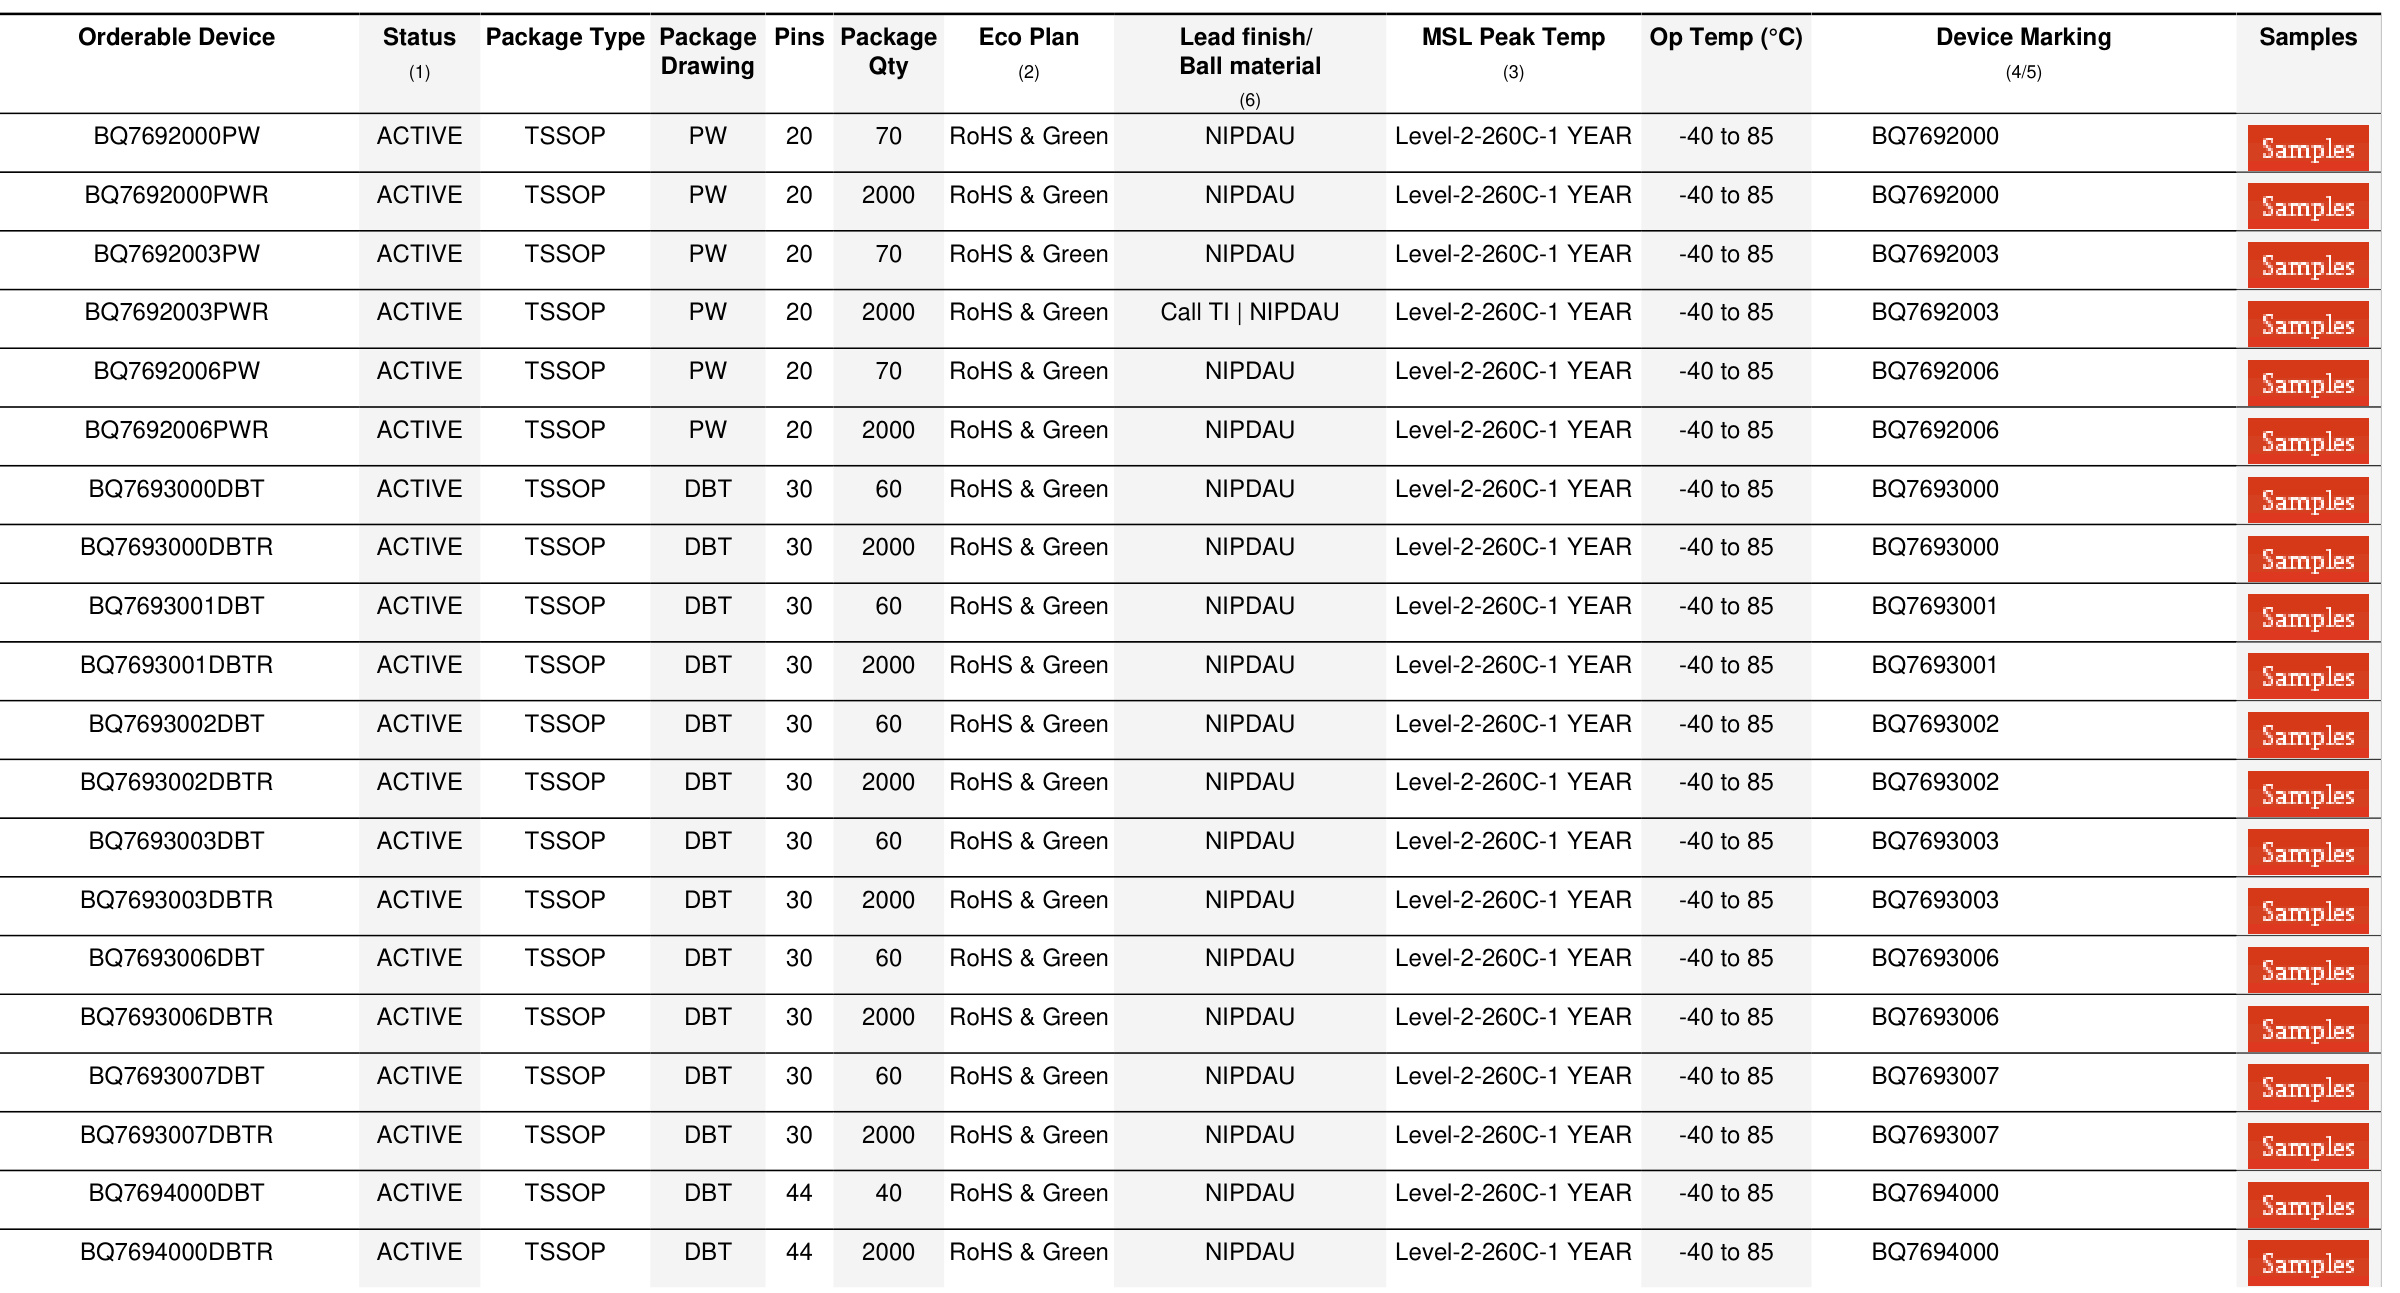 Orderable Device Status Package Type Package Pins Package Eco Plan Lead finish/ MSL Peak Temp Op Temp (°C) Device Marking Samples
(1) Drawing Qty (2) Ball material (3) (4/5)
(6)
BQ7692000PW ACTIVE TSSOP PW 20 70 RoHS & Green NIPDAU Level-2-260C-1 YEAR -40 to 85 BQ7692000 Samples
BQ7692000PWR ACTIVE TSSOP PW 20 2000 RoHS & Green NIPDAU Level-2-260C-1 YEAR -40 to 85 BQ7692000 Samples
BQ7692003PW ACTIVE TSSOP PW 20 70 RoHS & Green NIPDAU Level-2-260C-1 YEAR -40 to 85 BQ7692003 Samples
BQ7692003PWR ACTIVE TSSOP PW 20 2000 RoHS & Green Call TI | NIPDAU Level-2-260C-1 YEAR -40 to 85 BQ7692003 Samples
BQ7692006PW ACTIVE TSSOP PW 20 70 RoHS & Green NIPDAU Level-2-260C-1 YEAR -40 to 85 BQ7692006 Samples
BQ7692006PWR ACTIVE TSSOP PW 20 2000 RoHS & Green NIPDAU Level-2-260C-1 YEAR -40 to 85 BQ7692006 Samples
BQ7693000DBT ACTIVE TSSOP DBT 30 60 RoHS & Green NIPDAU Level-2-260C-1 YEAR -40 to 85 BQ7693000 Samples
BQ7693000DBTR ACTIVE TSSOP DBT 30 2000 RoHS & Green NIPDAU Level-2-260C-1 YEAR -40 to 85 BQ7693000 Samples
BQ7693001DBT ACTIVE TSSOP DBT 30 60 RoHS & Green NIPDAU Level-2-260C-1 YEAR -40 to 85 BQ7693001 Samples
BQ7693001DBTR ACTIVE TSSOP DBT 30 2000 RoHS & Green NIPDAU Level-2-260C-1 YEAR -40 to 85 BQ7693001 Samples
BQ7693002DBT ACTIVE TSSOP DBT 30 60 RoHS & Green NIPDAU Level-2-260C-1 YEAR -40 to 85 BQ7693002 Samples
BQ7693002DBTR ACTIVE TSSOP DBT 30 2000 RoHS & Green NIPDAU Level-2-260C-1 YEAR -40 to 85 BQ7693002 Samples
BQ7693003DBT ACTIVE TSSOP DBT 30 60 RoHS & Green NIPDAU Level-2-260C-1 YEAR -40 to 85 BQ7693003 Samples
BQ7693003DBTR ACTIVE TSSOP DBT 30 2000 RoHS & Green NIPDAU Level-2-260C-1 YEAR -40 to 85 BQ7693003 Samples
BQ7693006DBT ACTIVE TSSOP DBT 30 60 RoHS & Green NIPDAU Level-2-260C-1 YEAR -40 to 85 BQ7693006 Samples
BQ7693006DBTR ACTIVE TSSOP DBT 30 2000 RoHS & Green NIPDAU Level-2-260C-1 YEAR -40 to 85 BQ7693006 Samples
BQ7693007DBT ACTIVE TSSOP DBT 30 60 RoHS & Green NIPDAU Level-2-260C-1 YEAR -40 to 85 BQ7693007 Samples
BQ7693007DBTR ACTIVE TSSOP DBT 30 2000 RoHS & Green NIPDAU Level-2-260C-1 YEAR -40 to 85 BQ7693007 Samples
BQ7694000DBT ACTIVE TSSOP DBT 44 40 RoHS & Green NIPDAU Level-2-260C-1 YEAR -40 to 85 BQ7694000 Samples
BQ7694000DBTR ACTIVE TSSOP DBT 44 2000 RoHS & Green NIPDAU Level-2-260C-1 YEAR -40 to 85 BQ7694000 Samples